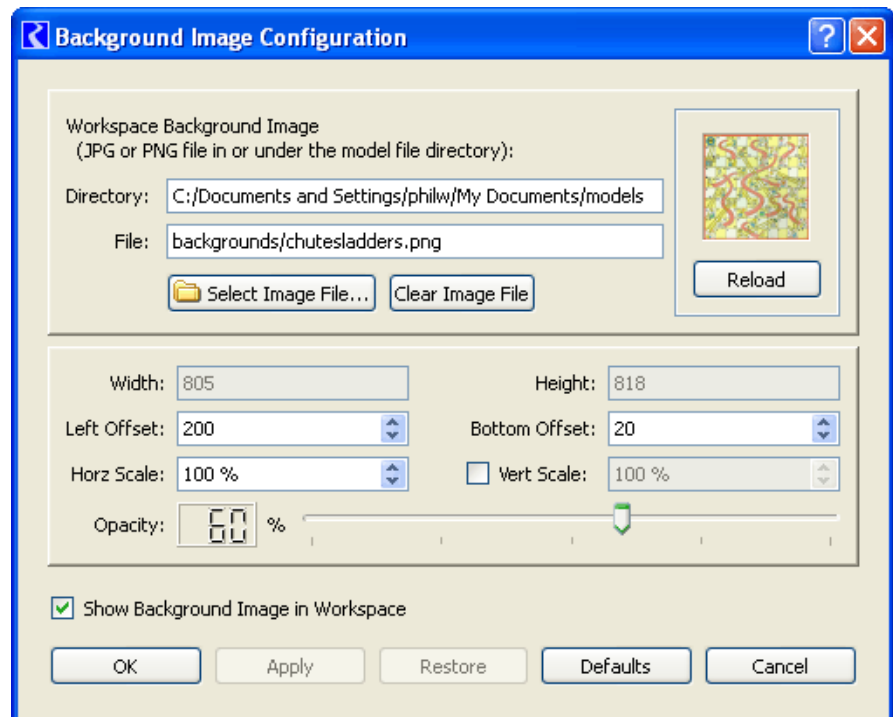 Background Image Configuration
Workspace Background Image
(JPG or PNG file in or under the model file directory):
Directory: C:/Documents and Settings/philw/My Documents/models
File: backgrounds/chutesladders.png
Select Image File... Clear Image File
Reload
Width: 805 Height: 818
Left Offset: 200 Bottom Offset: 20
Horz Scale: 100 % Vert Scale: 100 %
Opacity: 60 %
Show Background Image in Workspace
OK Apply Restore Defaults Cancel